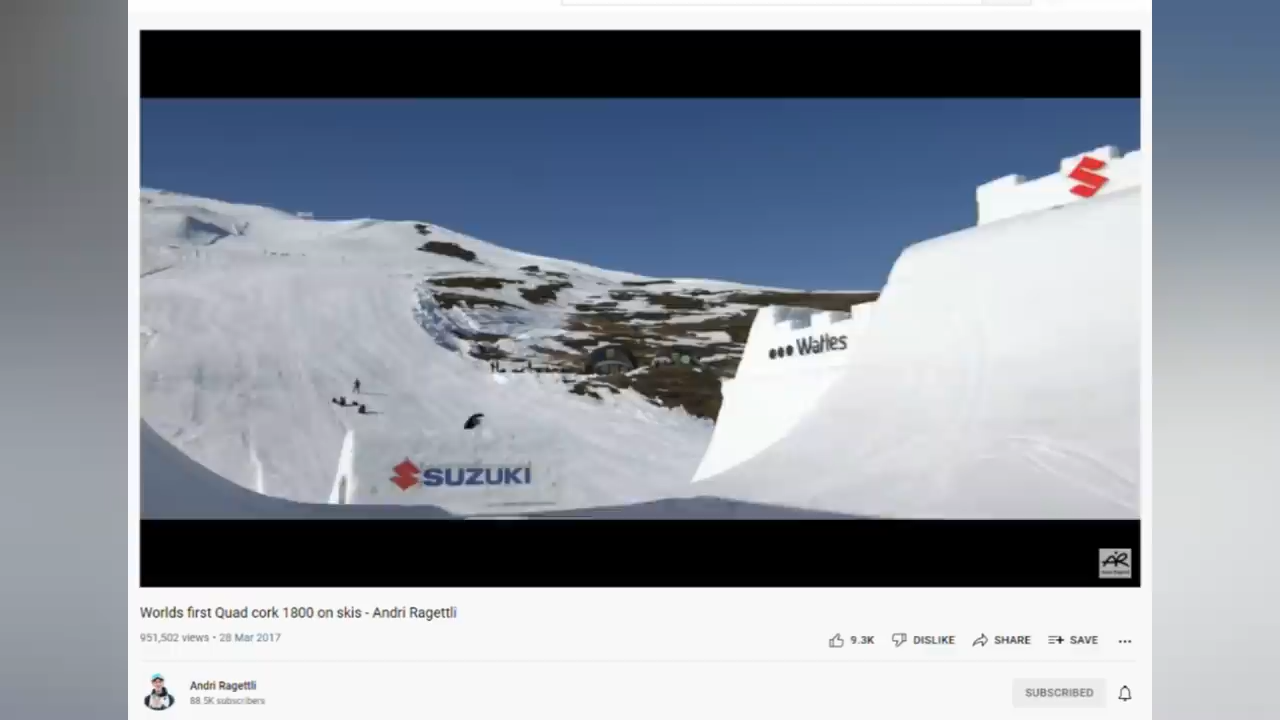 ●●● Watles
SUZUKI
Worlds first Quad cork 1800 on skis - Andri Ragettli
951,502 views • 28 Mar 2017
9.3K DISLIKE SHARE SAVE
Andri Ragettli
88.5K subscribers
SUBSCRIBED